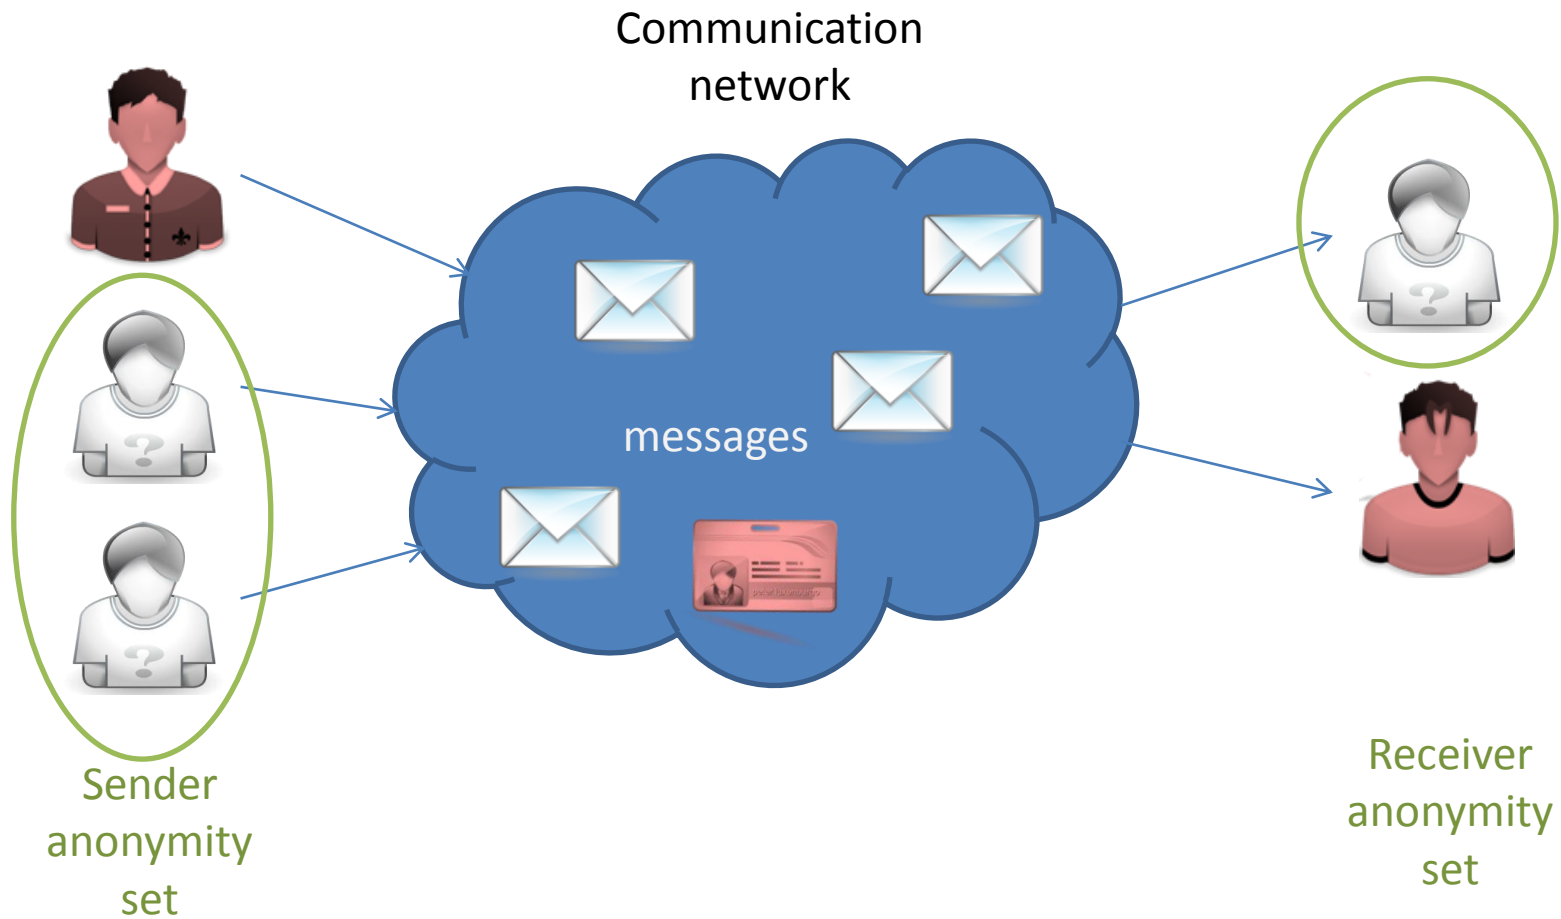 Communication
network
messages
Sender
anonymity
set
Receiver
anonymity
set